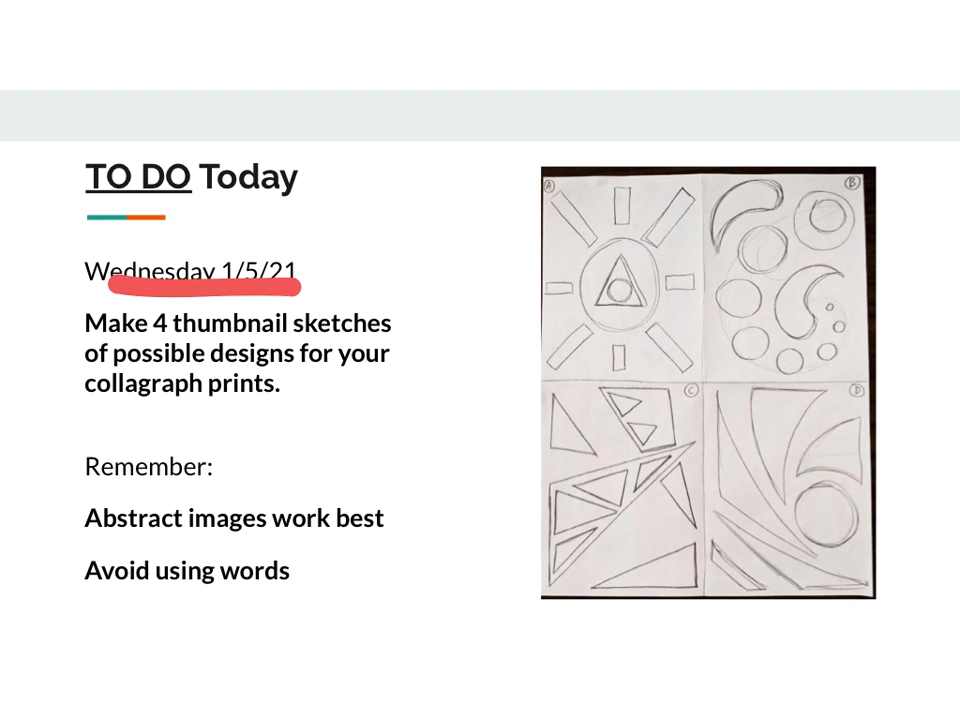 TO DO Today
Wednesday 1/5/21
Make 4 thumbnail sketches
of possible designs for your
collagraph prints.
Remember:
Abstract images work best
Avoid using words
A
B
C
D